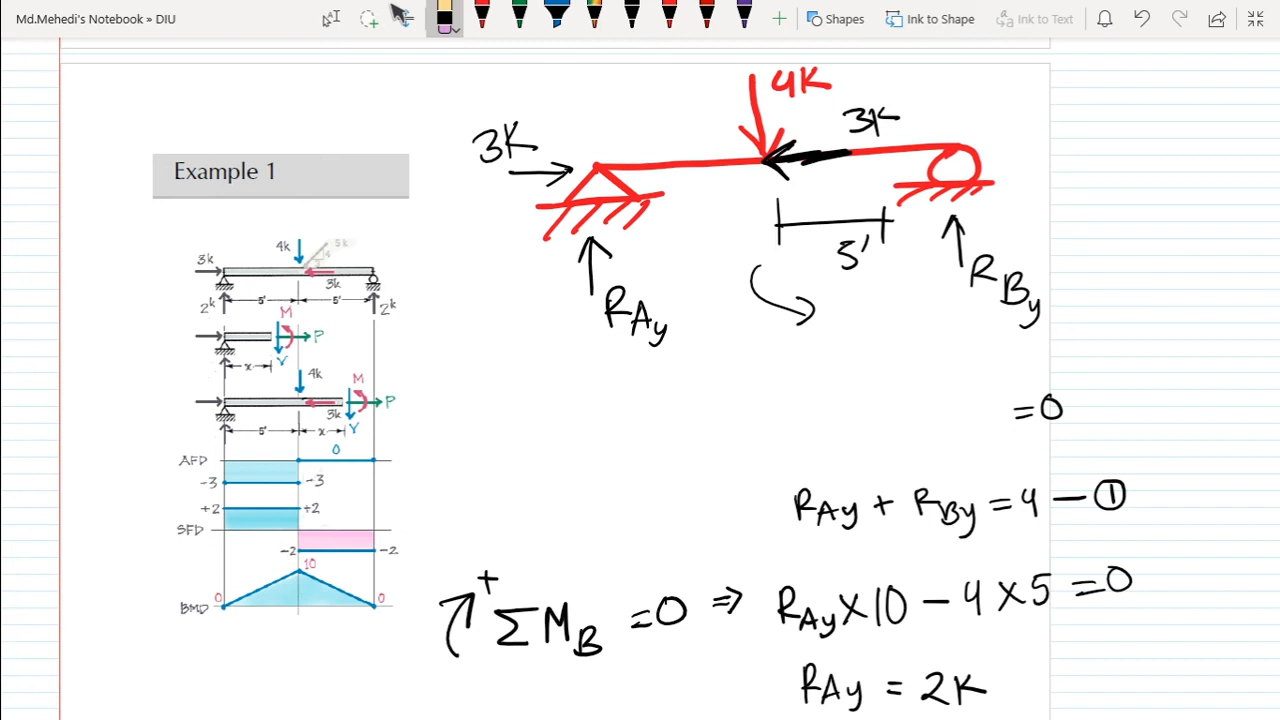 Md.Mehedi's Notebook » DIU
Shapes
Ink to Shape
Ink to Text
Example 1
4k
5k
3k
3k
2k
5'
5'
2k
M
P
V
x
4k
M
P
3k
V
5'
x
AFD
0
-3
-3
+2
+2
SFD
-2
-2
10
BMD
0
0
4K
3K
3K
5'
RAy
RBy
=0
RAy + RBy = 4 — ①
+
ΣMB =0 ⇒ RAy×10 − 4×5 =0
RAy = 2K